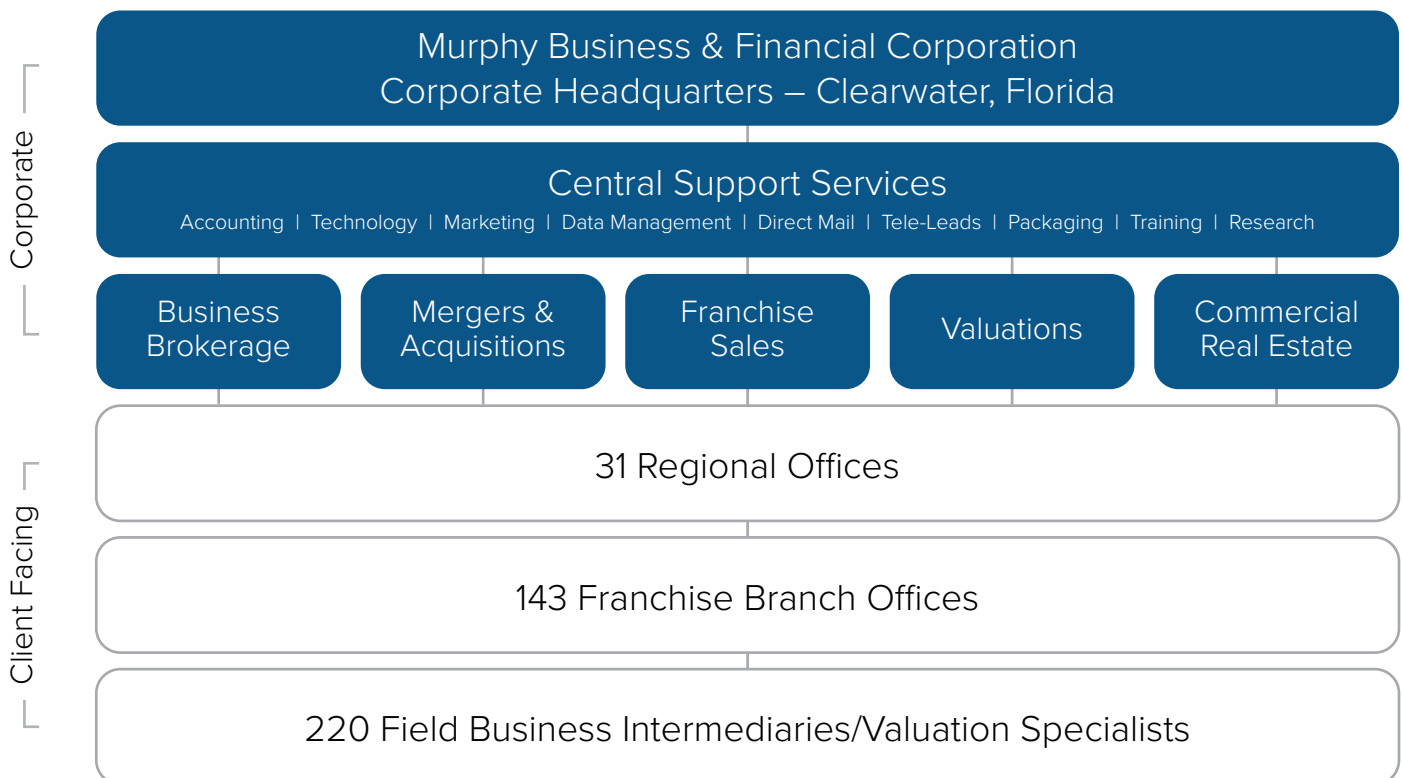 Murphy Business & Financial Corporation
Corporate Headquarters – Clearwater, Florida
Corporate
Central Support Services
Accounting | Technology | Marketing | Data Management | Direct Mail | Tele-Leads | Packaging | Training | Research
Business
Brokerage
Mergers &
Acquisitions
Franchise
Sales
Valuations
Commercial
Real Estate
Client Facing
31 Regional Offices
143 Franchise Branch Offices
220 Field Business Intermediaries/Valuation Specialists